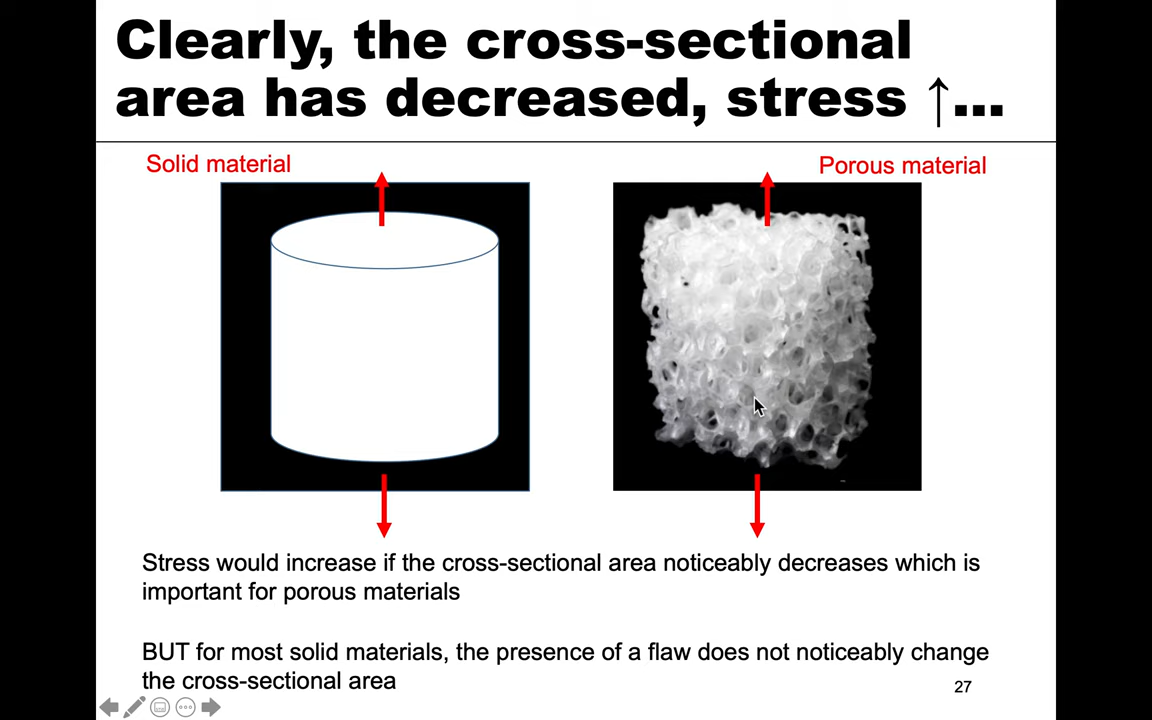 Clearly, the cross-sectional
area has decreased, stress ↑...
Solid material
Porous material
Stress would increase if the cross-sectional area noticeably decreases which is
important for porous materials
BUT for most solid materials, the presence of a flaw does not noticeably change
the cross-sectional area
27